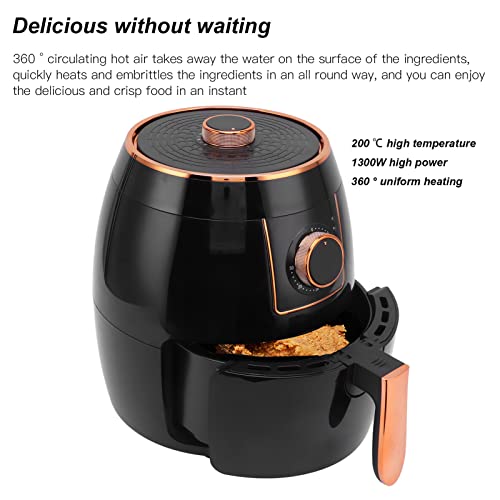 Delicious without waiting
360 ° circulating hot air takes away the water on the surface of the ingredients,
quickly heats and embrittles the ingredients in an all round way, and you can enjoy
the delicious and crisp food in an instant
200 ℃ high temperature
1300W high power
360 ° uniform heating